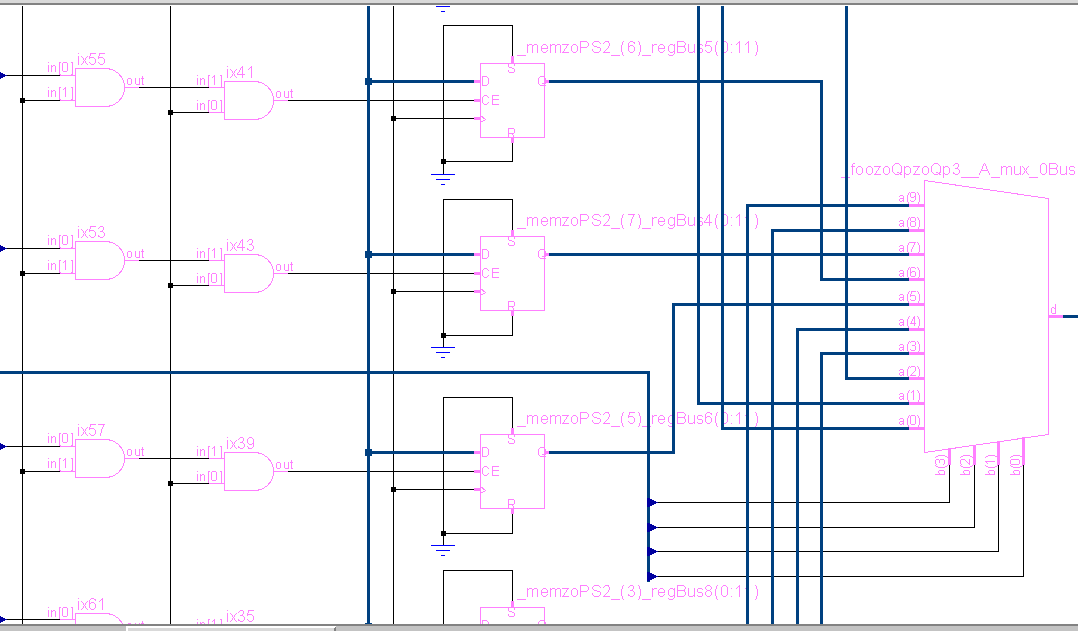 _memzoPS2_(6)_regBus5(0:11)
ix55
in[0]
in[1]
out
ix41
in[1]
in[0]
out
S
D
Q
CE
R
_foozoQpzoQp3__A_mux_0Bus
a(9)
a(8)
a(7)
a(6)
a(5)
a(4)
a(3)
a(2)
a(1)
a(0)
d
b(3)
b(2)
b(1)
b(0)
_memzoPS2_(7)_regBus4(0:11)
ix53
in[0]
in[1]
out
ix43
in[1]
in[0]
out
S
D
Q
CE
R
_memzoPS2_(5)_regBus6(0:11)
ix57
in[0]
in[1]
out
ix39
in[1]
in[0]
out
S
D
Q
CE
R
_memzoPS2_(3)_regBus8(0:11)
ix61
in[0]
out
ix35
in[1]
S
D
Q